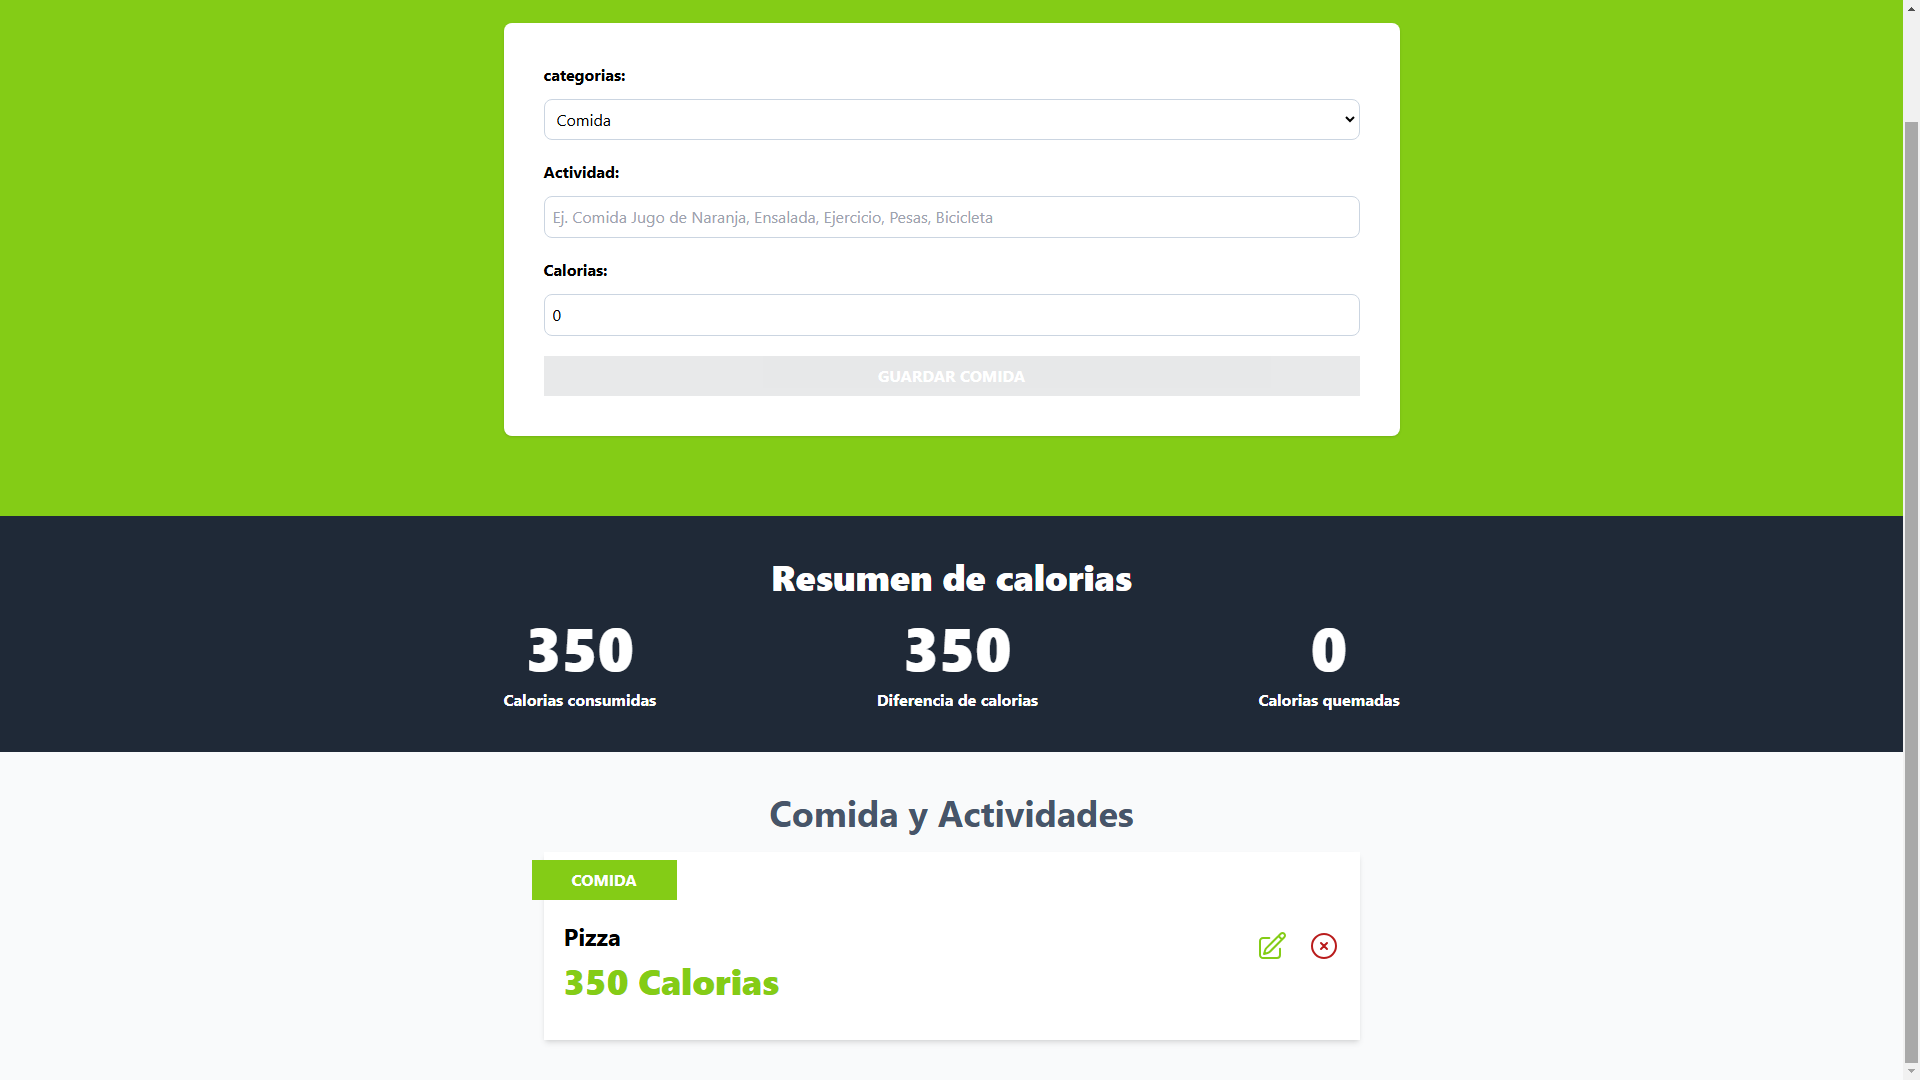 categorias:
Comida
Actividad:
Ej. Comida Jugo de Naranja, Ensalada, Ejercicio, Pesas, Bicicleta
Calorias:
0
GUARDAR COMIDA
Resumen de calorias
350 350 0
Calorias consumidas Diferencia de calorias Calorias quemadas
Comida y Actividades
COMIDA
Pizza
350 Calorias